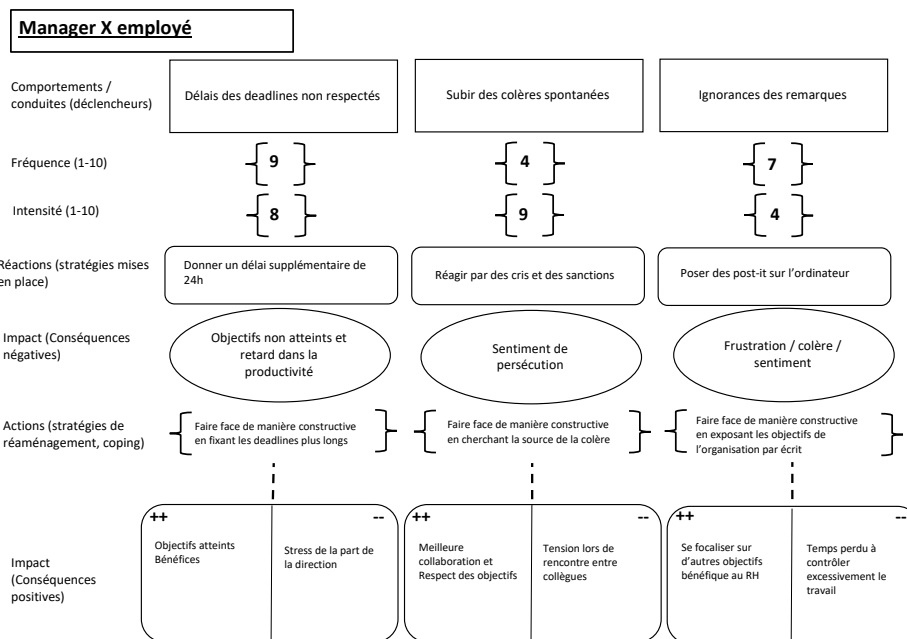 Manager X employé
Comportements /
conduites (déclencheurs)
Délais des deadlines non respectés
Subir des colères spontanées
Ignorances des remarques
Fréquence (1-10)
9
4
7
Intensité (1-10)
8
9
4
Réactions (stratégies mises
en place)
Donner un délai supplémentaire de
24h
Réagir par des cris et des sanctions
Poser des post-it sur l’ordinateur
Impact (Conséquences
négatives)
Objectifs non atteints et
retard dans la
productivité
Sentiment de
persécution
Frustration / colère /
sentiment
Actions (stratégies de
réaménagement, coping)
Faire face de manière constructive
en fixant les deadlines plus longs
Faire face de manière constructive
en cherchant la source de la colère
Faire face de manière constructive
en exposant les objectifs de
l’organisation par écrit
Impact
(Conséquences
positives)
++
--
Objectifs atteints
Bénéfices
Stress de la part de
la direction
++
--
Meilleure
collaboration et
Respect des objectifs
Tension lors de
rencontre entre
collègues
++
--
Se focaliser sur
d’autres objectifs
bénéfique au RH
Temps perdu à
contrôler
excessivement le
travail